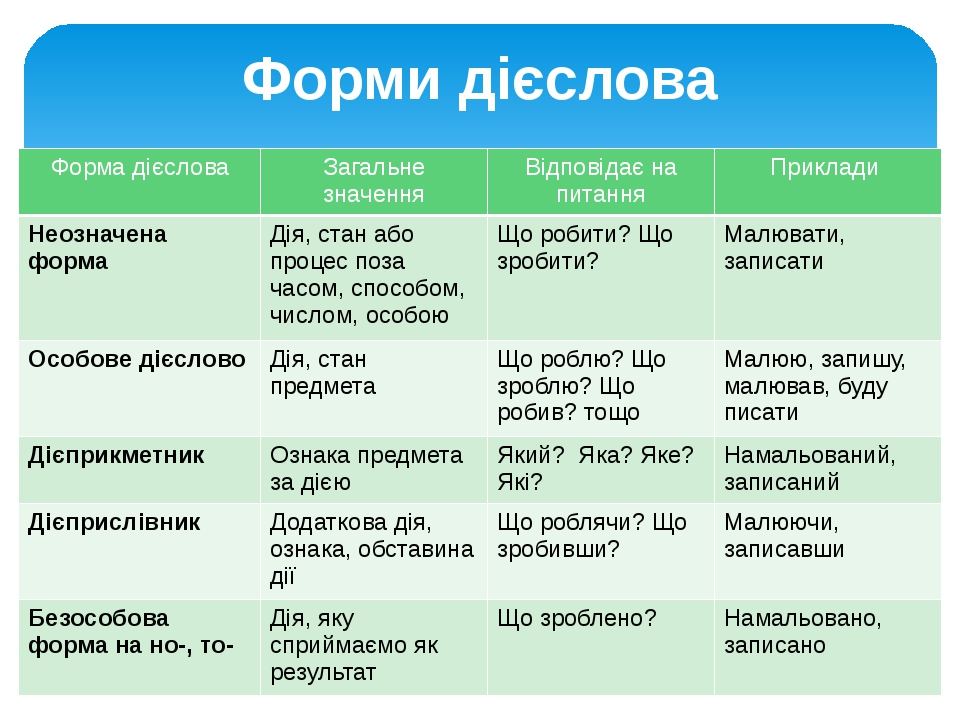 Форми дієслова
Форма дієслова
Загальне
значення
Відповідає на
питання
Приклади
Неозначена
форма
Дія, стан або
процес поза
часом, способом,
числом, особою
Що робити? Що
зробити?
Малювати,
записати
Особове дієслово
Дія, стан
предмета
Що роблю? Що
зроблю? Що
робив? тощо
Малюю, запишу,
малював, буду
писати
Дієприкметник
Ознака предмета
за дією
Який?  Яка? Яке?
Які?
Намальований,
записаний
Дієприслівник
Додаткова дія,
ознака, обставина
дії
Що роблячи? Що
зробивши?
Малюючи,
записавши
Безособова
форма на но-, то-
Дія, яку
сприймаємо як
результат
Що зроблено?
Намальовано,
записано